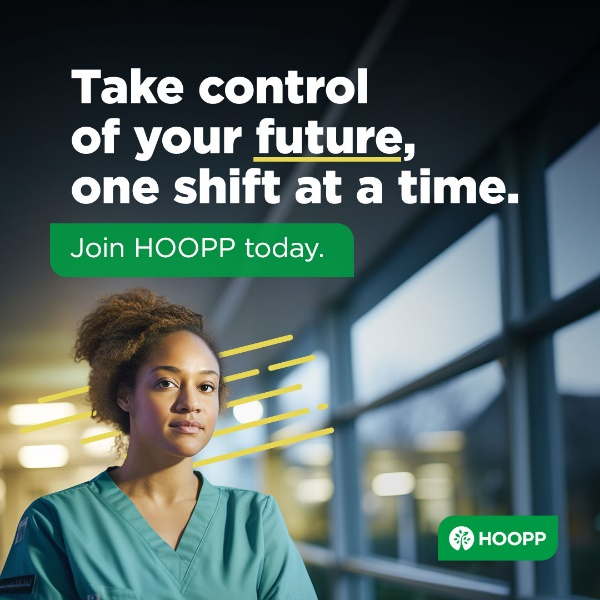 Take control
of your future,
one shift at a time.
Join HOOPP today.
HOOPP